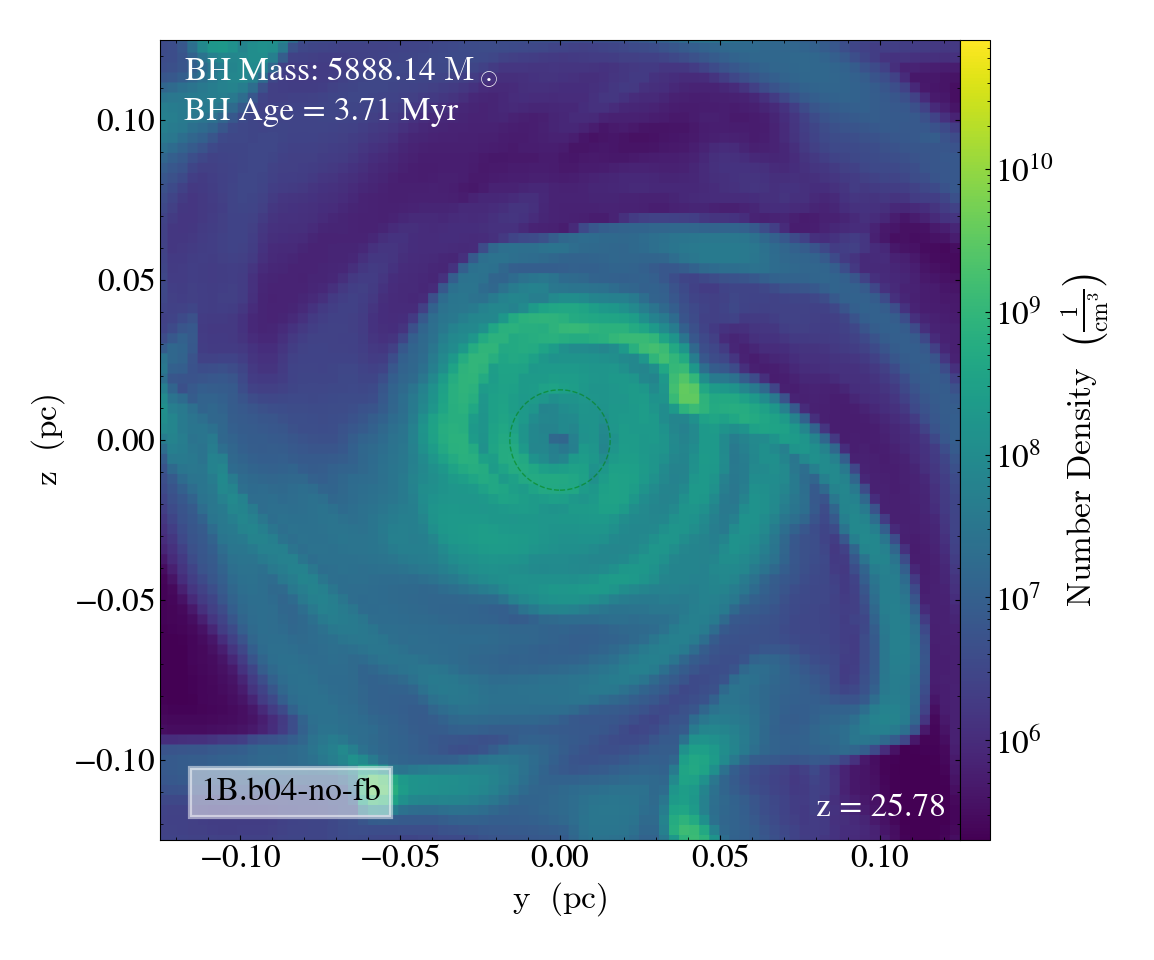 BH Mass: 5888.14 M☉
BH Age = 3.71 Myr
0.10
0.05
0.00
−0.05
−0.10
z (pc)
1B.b04-no-fb
z = 25.78
−0.10
−0.05
0.00
0.05
0.10
y (pc)
10¹⁰
10⁹
10⁸
10⁷
10⁶
Number Density (1/cm³)